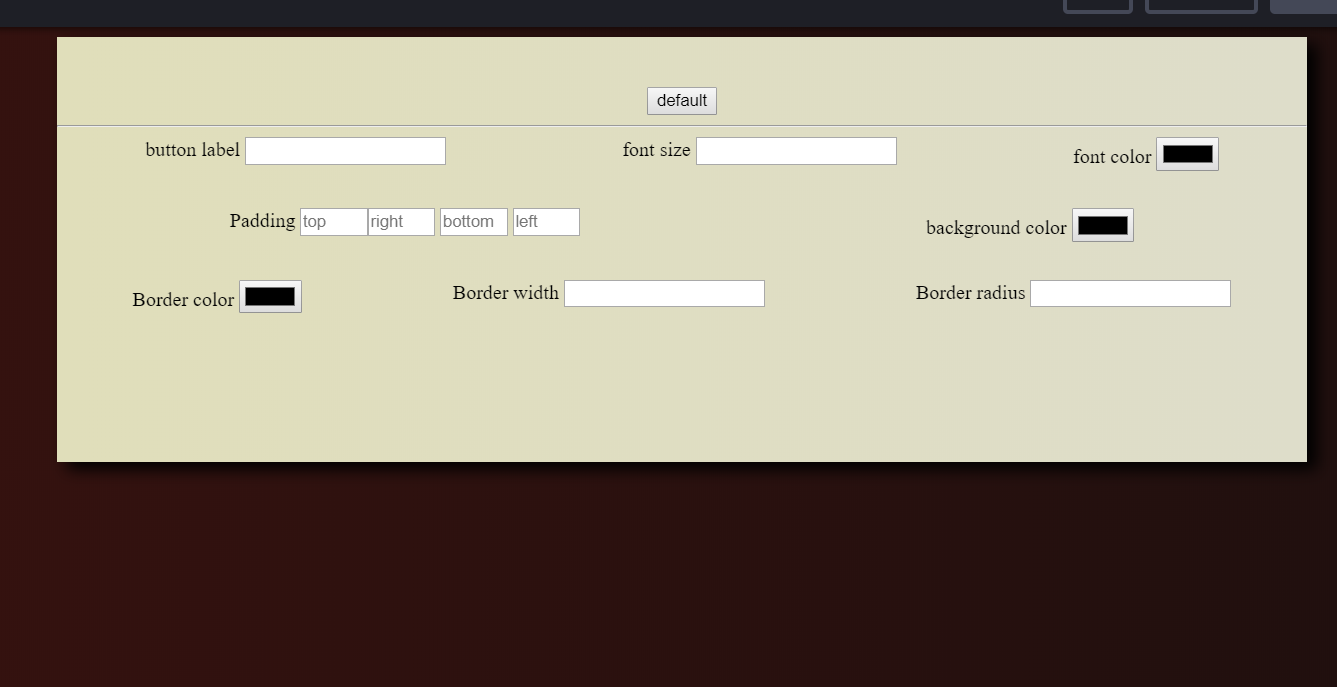 default
button label font size font color
Padding top right bottom left background color
Border color Border width Border radius